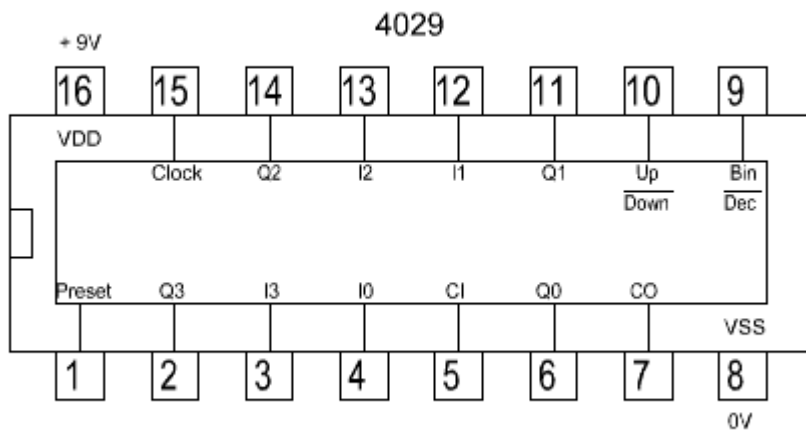 4029
+ 9V
16 15 14 13 12 11 10 9
VDD
Clock Q2 I2 I1 Q1 Up Bin
Down Dec
Preset Q3 I3 I0 CI Q0 CO
VSS
1 2 3 4 5 6 7 8
0V